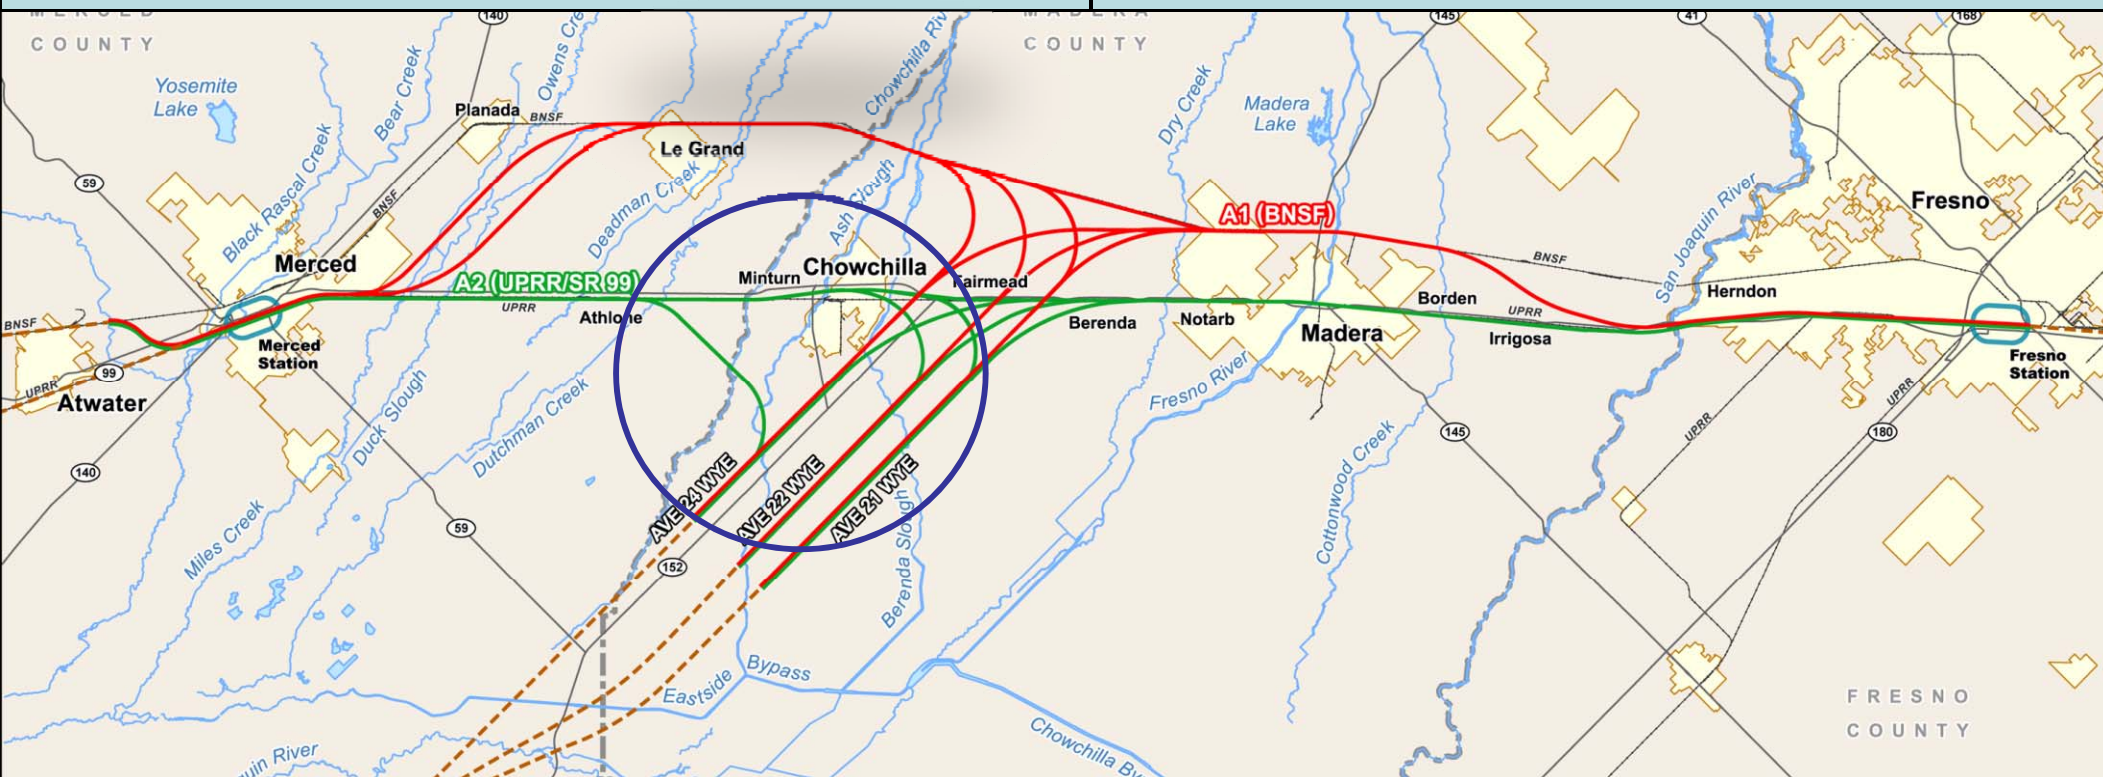 MERCED
COUNTY
MADERA
COUNTY
140
145
41
168
Yosemite
Lake
Bear Creek
Owens Cre
Chowchilla Riv
Planada
BNSF
Dry Creek
Madera
Lake
Le Grand
59
Black Rascal Creek
BNSF
Deadman Creek
Ash Slough
A1 (BNSF)
San Joaquin River
Fresno
Merced
A2 (UPRR/SR 99)
Minturn
Chowchilla
Fairmead
BNSF
Herndon
UPRR
Athlone
Berenda
Notarb
Madera
Borden
UPRR
Irrigosa
BNSF
Merced
Station
Fresno
Station
99
UPRR
Atwater
Duck Slough
Dutchman Creek
Fresno River
UPRR
UPRR
140
145
180
Miles Creek
59
AVE 24 WYE
AVE 22 WYE
AVE 21 WYE
Cottonwood Creek
152
Berenda Slough
Eastside
Bypass
Chowchilla By
quin River
FRESNO
COUNTY